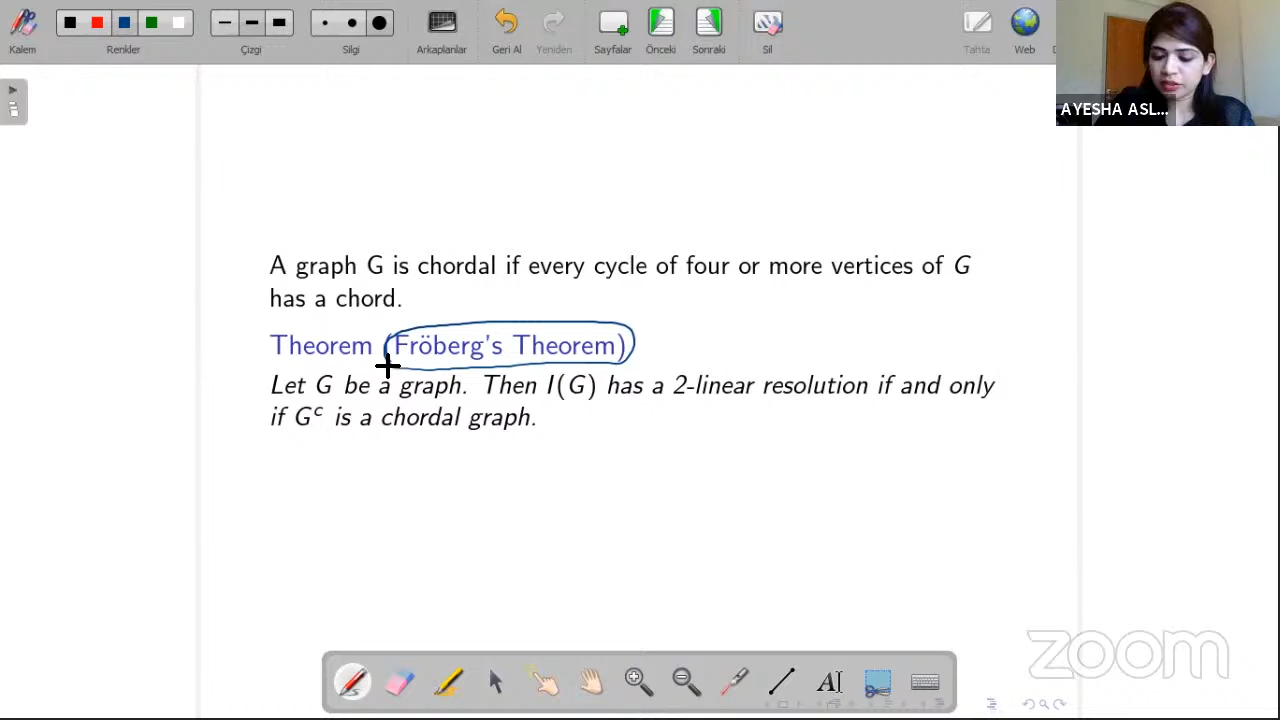 Kalem Renkler Çizgi Silgi Arkaplanlar Geri Al Yeniden Sayfalar Önceki Sonraki Sil Tahta Web
AYESHA ASL...
A graph G is chordal if every cycle of four or more vertices of G
has a chord.
Theorem (Fröberg's Theorem)
Let G be a graph. Then I(G) has a 2-linear resolution if and only
if Gᶜ is a chordal graph.
zoom